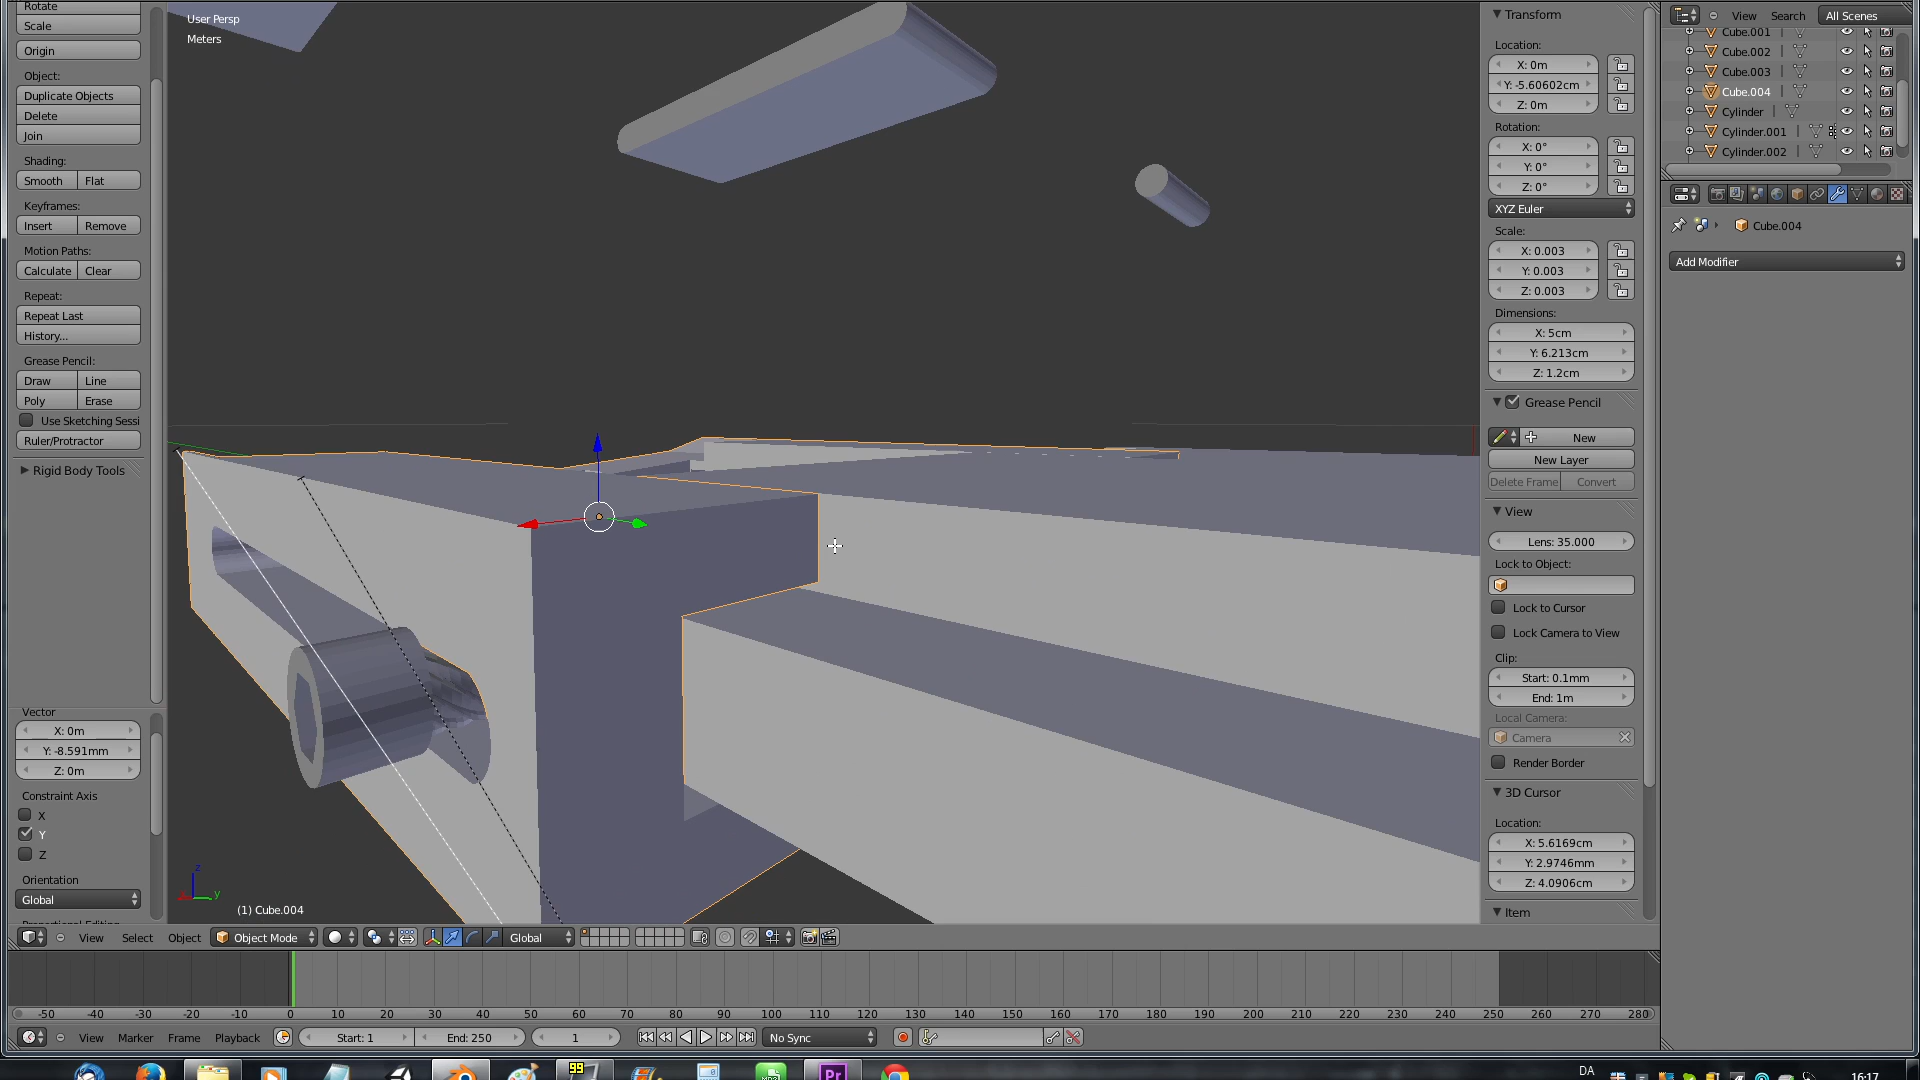 Rotate
Scale
Origin
Object:
Duplicate Objects
Delete
Join
Shading:
Smooth Flat
Keyframes:
Insert Remove
Motion Paths:
Calculate Clear
Repeat:
Repeat Last
History...
Grease Pencil:
Draw Line
Poly Erase
Use Sketching Sessi
Ruler/Protractor
Rigid Body Tools
Vector
X: 0m
Y: -8.591mm
Z: 0m
Constraint Axis
X
Y
Z
Orientation
Global
User Persp
Meters
z
y
(1) Cube.004
Transform
Location:
X: 0m
Y: -5.60602cm
Z: 0m
Rotation:
X: 0°
Y: 0°
Z: 0°
XYZ Euler
Scale:
X: 0.003
Y: 0.003
Z: 0.003
Dimensions:
X: 5cm
Y: 6.213cm
Z: 1.2cm
Grease Pencil
New
New Layer
Delete Frame Convert
View
Lens: 35.000
Lock to Object:
Lock to Cursor
Lock Camera to View
Clip:
Start: 0.1mm
End: 1m
Local Camera:
Camera
Render Border
3D Cursor
Location:
X: 5.6169cm
Y: 2.9746mm
Z: 4.0906cm
Item
View Search All Scenes
Cube.001
Cube.002
Cube.003
Cube.004
Cylinder
Cylinder.001
Cylinder.002
Cube.004
Add Modifier
View Select Object Object Mode Global
-50 -40 -30 -20 -10 0 10 20 30 40 50 60 70 80 90 100 110 120 130 140 150 160 170 180 190 200 210 220 230 240 250 260 270 280
View Marker Frame Playback Start: 1 End: 250 1 No Sync
99 Pr DA 16:17